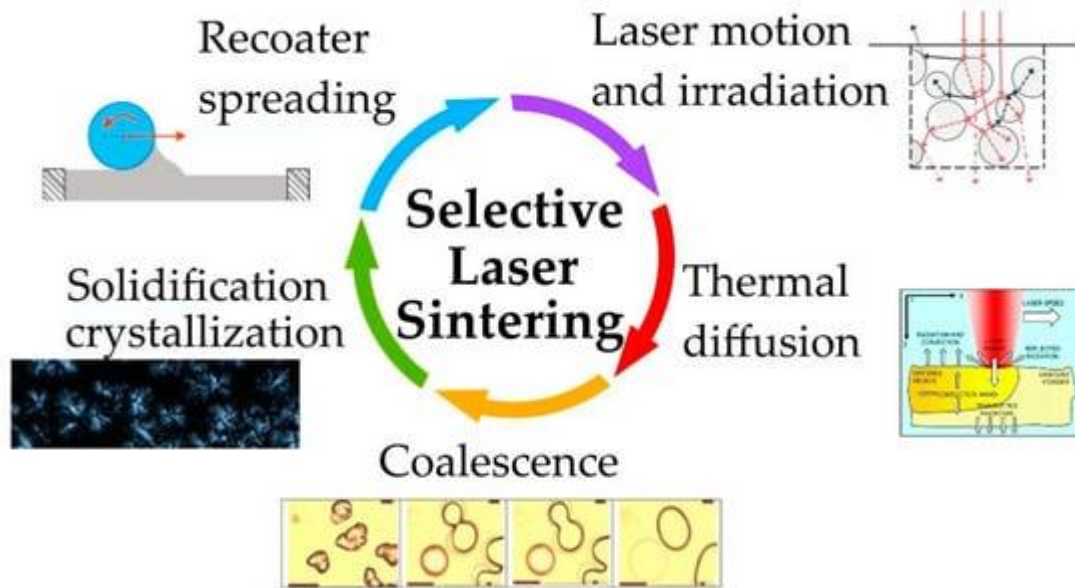 Recoater
spreading
Laser motion
and irradiation
Selective
Laser
Sintering
Thermal
diffusion
LASER SPEED
Solidification
crystallization
Coalescence